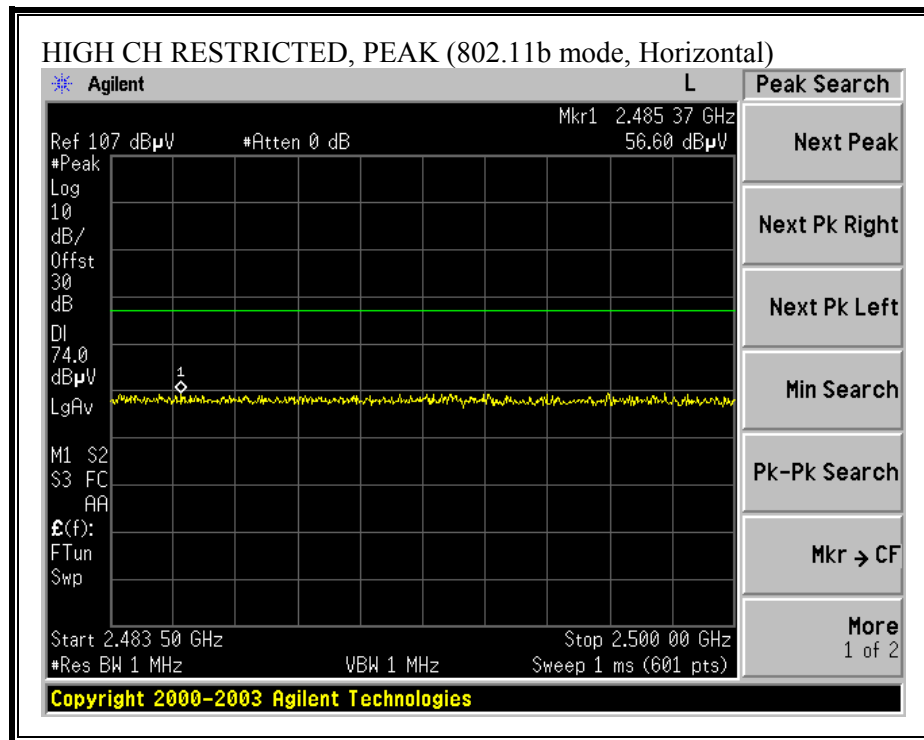 HIGH CH RESTRICTED, PEAK (802.11b mode, Horizontal)
Agilent L Peak Search
Mkr1 2.485 37 GHz
Ref 107 dBµV #Atten 0 dB 56.60 dBµV
#Peak
Log
10
dB/
Offst
30
dB
DI
74.0
dBµV
LgAv
1
M1 S2
S3 FC
AA
£(f):
FTun
Swp
Start 2.483 50 GHz Stop 2.500 00 GHz
#Res BW 1 MHz VBW 1 MHz Sweep 1 ms (601 pts)
Next Peak
Next Pk Right
Next Pk Left
Min Search
Pk-Pk Search
Mkr → CF
More
1 of 2
Copyright 2000-2003 Agilent Technologies